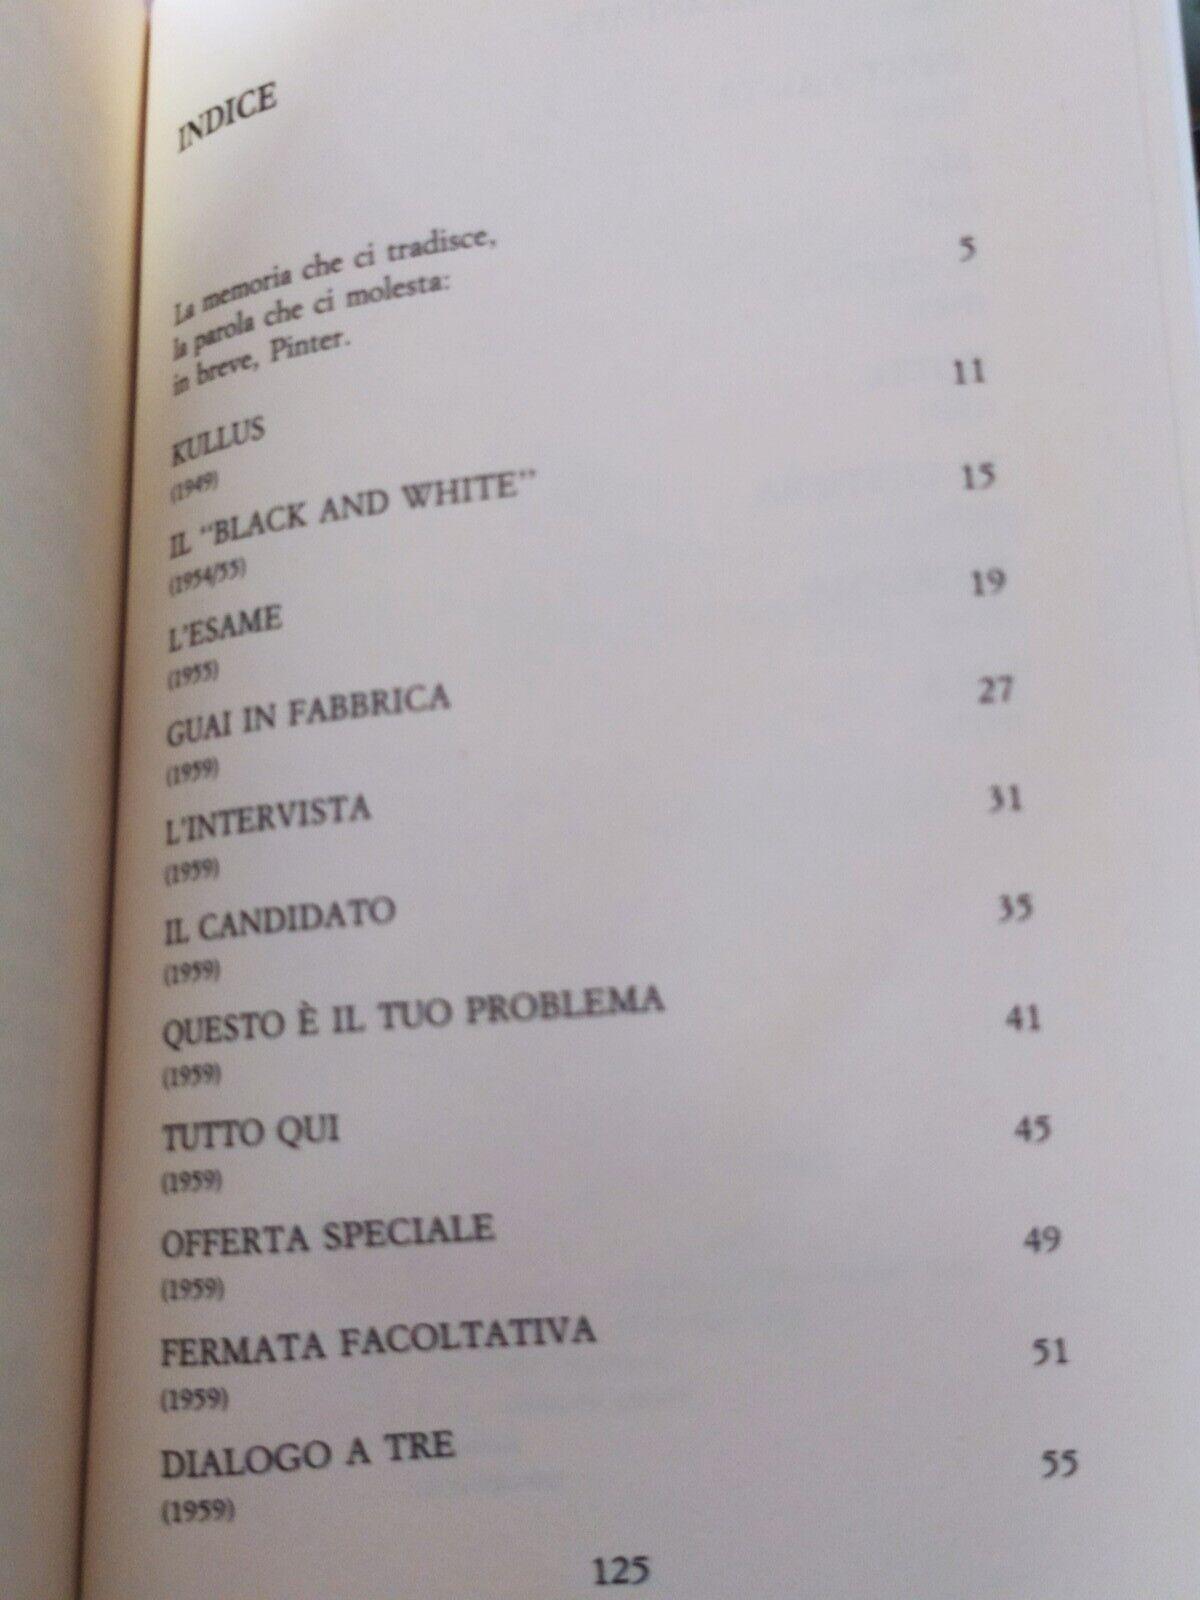 INDICE
La memoria che ci tradisce,
la parola che ci molesta:
in breve, Pinter. 5
KULLUS 11
(1949)
IL "BLACK AND WHITE" 15
(1954/55)
L'ESAME 19
(1955)
GUAI IN FABBRICA 27
(1959)
L'INTERVISTA 31
(1959)
IL CANDIDATO 35
(1959)
QUESTO È IL TUO PROBLEMA 41
(1959)
TUTTO QUI 45
(1959)
OFFERTA SPECIALE 49
(1959)
FERMATA FACOLTATIVA 51
(1959)
DIALOGO A TRE 55
(1959)
125